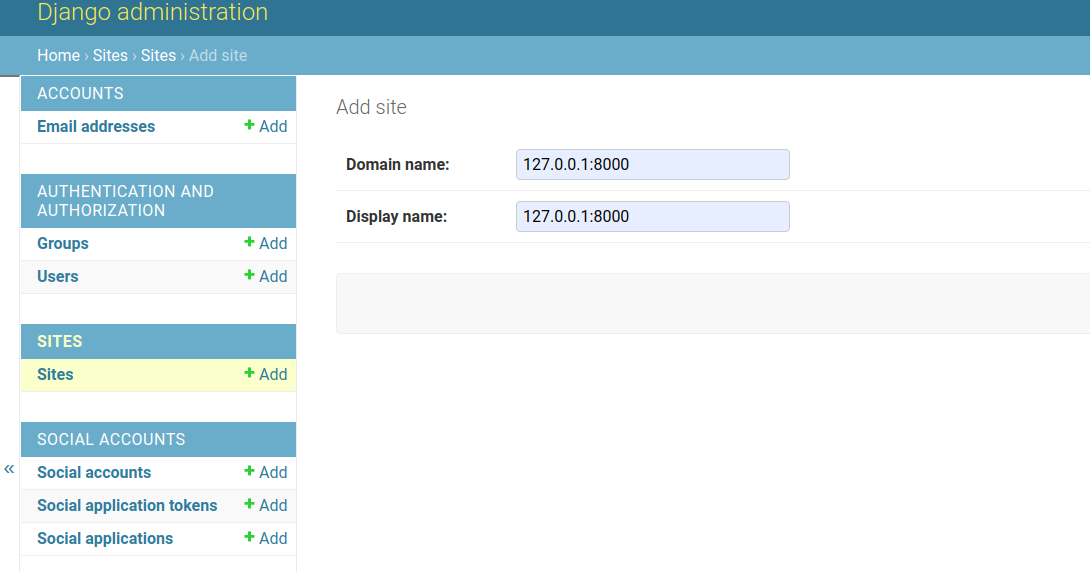 Django administration
Home › Sites › Sites › Add site
ACCOUNTS
Email addresses + Add
AUTHENTICATION AND
AUTHORIZATION
Groups + Add
Users + Add
SITES
Sites + Add
SOCIAL ACCOUNTS
Social accounts + Add
Social application tokens + Add
Social applications + Add
«
Add site
Domain name: 127.0.0.1:8000
Display name: 127.0.0.1:8000